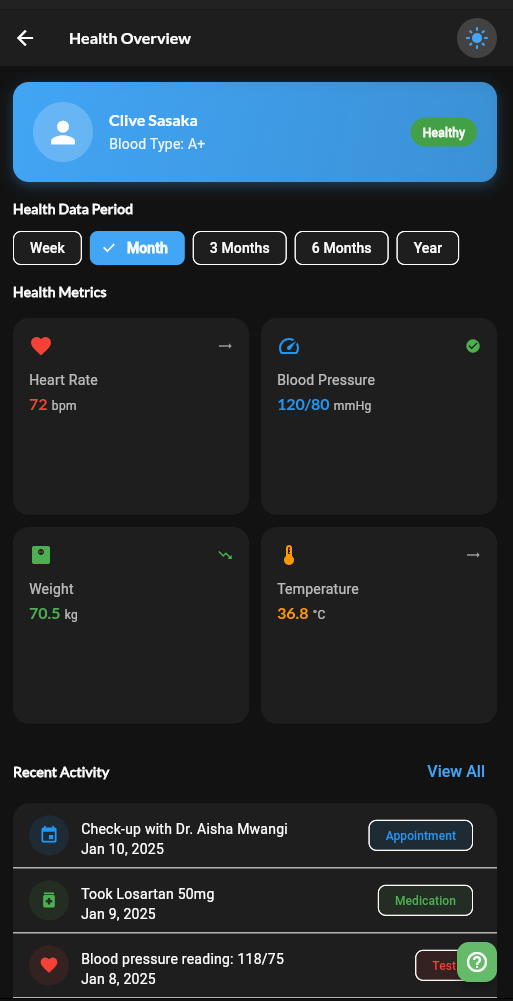 Health Overview
Clive Sasaka
Blood Type: A+
Healthy
Health Data Period
Week Month 3 Months 6 Months Year
Health Metrics
Heart Rate
72 bpm
Blood Pressure
120/80 mmHg
Weight
70.5 kg
Temperature
36.8 °C
Recent Activity
View All
Check-up with Dr. Aisha Mwangi
Jan 10, 2025
Appointment
Took Losartan 50mg
Jan 9, 2025
Medication
Blood pressure reading: 118/75
Jan 8, 2025
Test